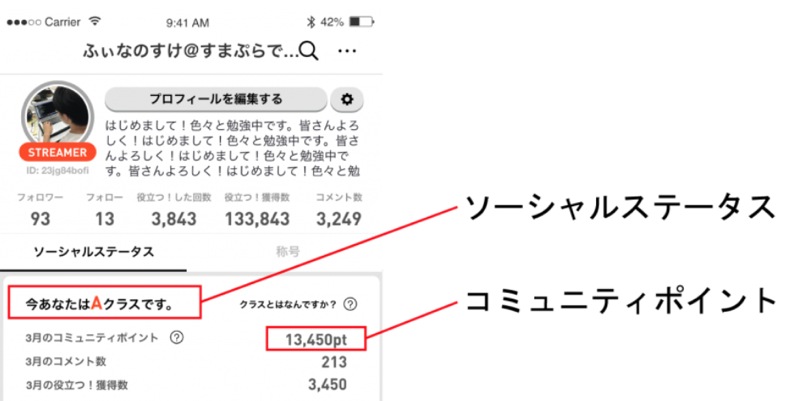 ●●●○○ Carrier 9:41 AM 42%
ふぃなのすけ@すまぷらで...
プロフィールを編集する
はじめまして!色々と勉強中です。皆さんよろ
しく!はじめまして!色々と勉強中です。皆さ
んよろしく!はじめまして!色々と勉強中で
す。皆さんよろしく!はじめまして!色々と勉
STREAMER
ID: 23jg84bofi
フォロワー フォロー 役立つ!した回数 役立つ!獲得数 コメント数
93 13 3,843 133,843 3,249
ソーシャルステータス 称号
今あなたはAクラスです。 クラスとはなんですか? ?
3月のコミュニティポイント ? 13,450pt
3月のコメント数 213
3月の役立つ!獲得数 3,450
ソーシャルステータス
コミュニティポイント